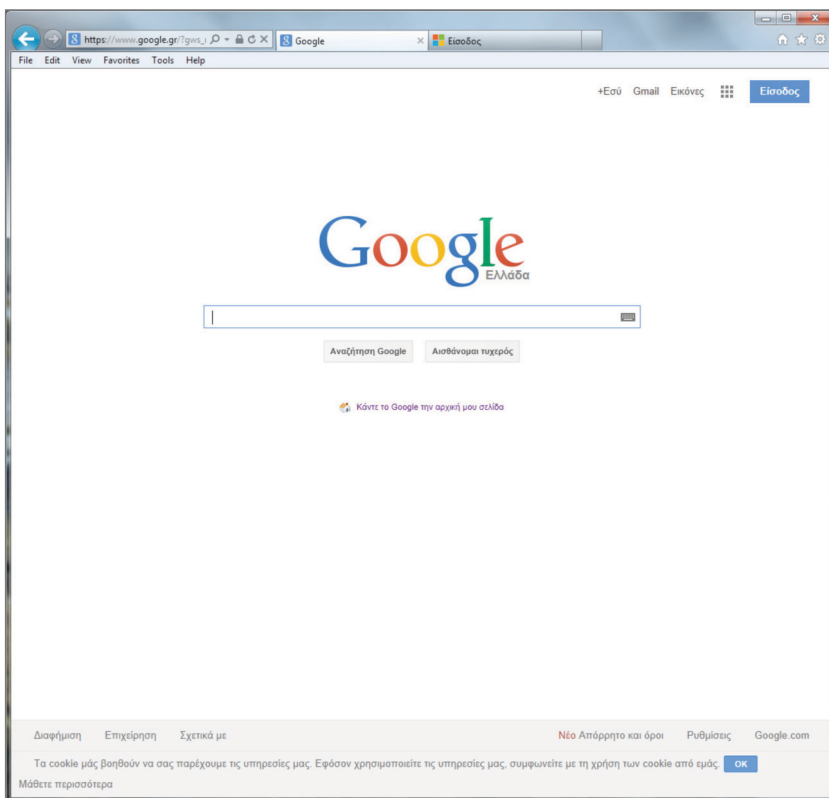 https://www.google.gr/?gws_
Google
Είσοδος
File Edit View Favorites Tools Help
+Εσύ Gmail Εικόνες Είσοδος
Google
Ελλάδα
Αναζήτηση Google Αισθάνομαι τυχερός
Κάντε το Google την αρχική μου σελίδα
Διαφήμιση Επιχείρηση Σχετικά με Νέο Απόρρητο και όροι Ρυθμίσεις Google.com
Τα cookie μάς βοηθούν να σας παρέχουμε τις υπηρεσίες μας. Εφόσον χρησιμοποιείτε τις υπηρεσίες μας, συμφωνείτε με τη χρήση των cookie από εμάς. OK
Μάθετε περισσότερα